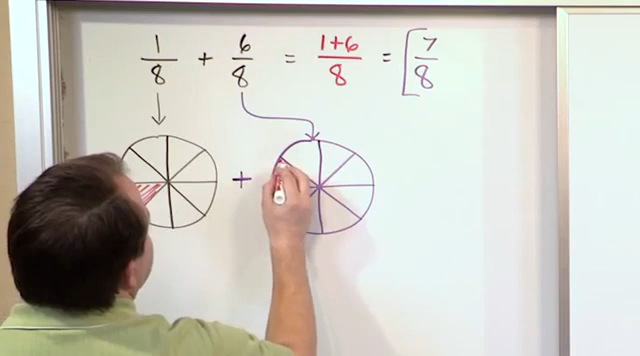 1/8 + 6/8 = 1+6/8 = [7/8
+